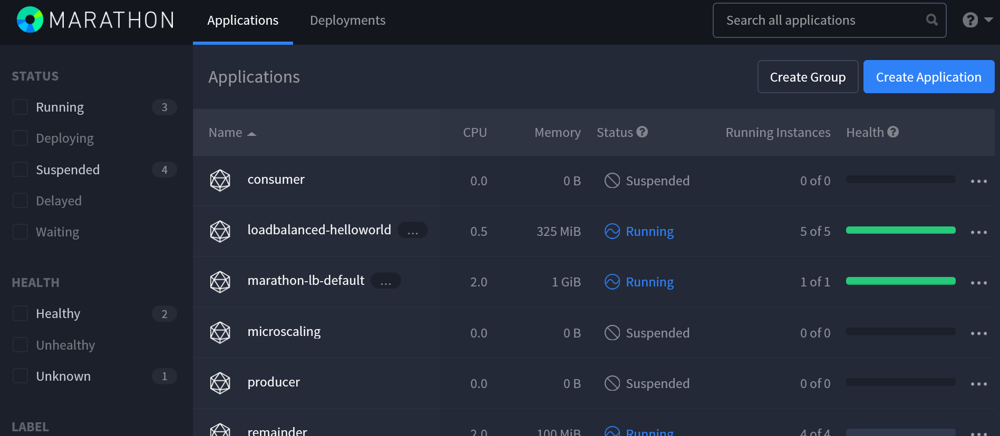 MARATHON Applications Deployments Search all applications
STATUS
Running 3
Deploying
Suspended 4
Delayed
Waiting
HEALTH
Healthy 2
Unhealthy
Unknown 1
LABEL
Applications Create Group Create Application
Name CPU Memory Status Running Instances Health
consumer 0.0 0 B Suspended 0 of 0
loadbalanced-helloworld ... 0.5 325 MiB Running 5 of 5
marathon-lb-default ... 2.0 1 GiB Running 1 of 1
microscaling 0.0 0 B Suspended 0 of 0
producer 0.0 0 B Suspended 0 of 0
remainder 2.0 100 MiB Running 4 of 4